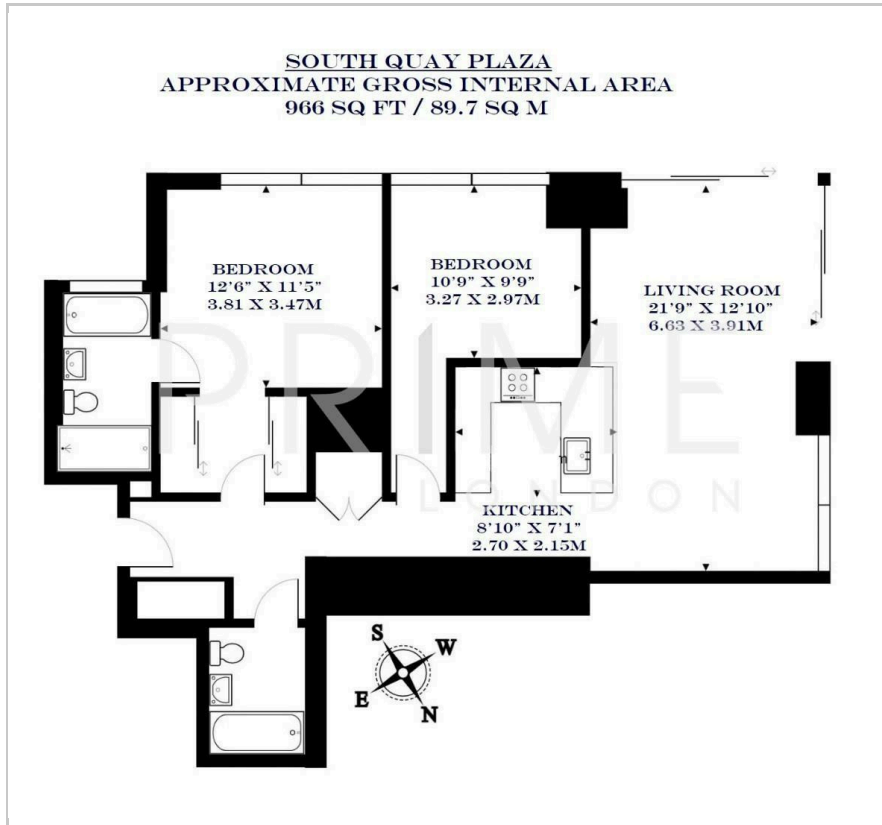 SOUTH QUAY PLAZA
APPROXIMATE GROSS INTERNAL AREA
966 SQ FT / 89.7 SQ M
BEDROOM
12'6" X 11'5"
3.81 X 3.47M
BEDROOM
10'9" X 9'9"
3.27 X 2.97M
LIVING ROOM
21'9" X 12'10"
6.63 X 3.91M
PRIME
LONDON
KITCHEN
8'10" X 7'1"
2.70 X 2.15M
S
W
E
N